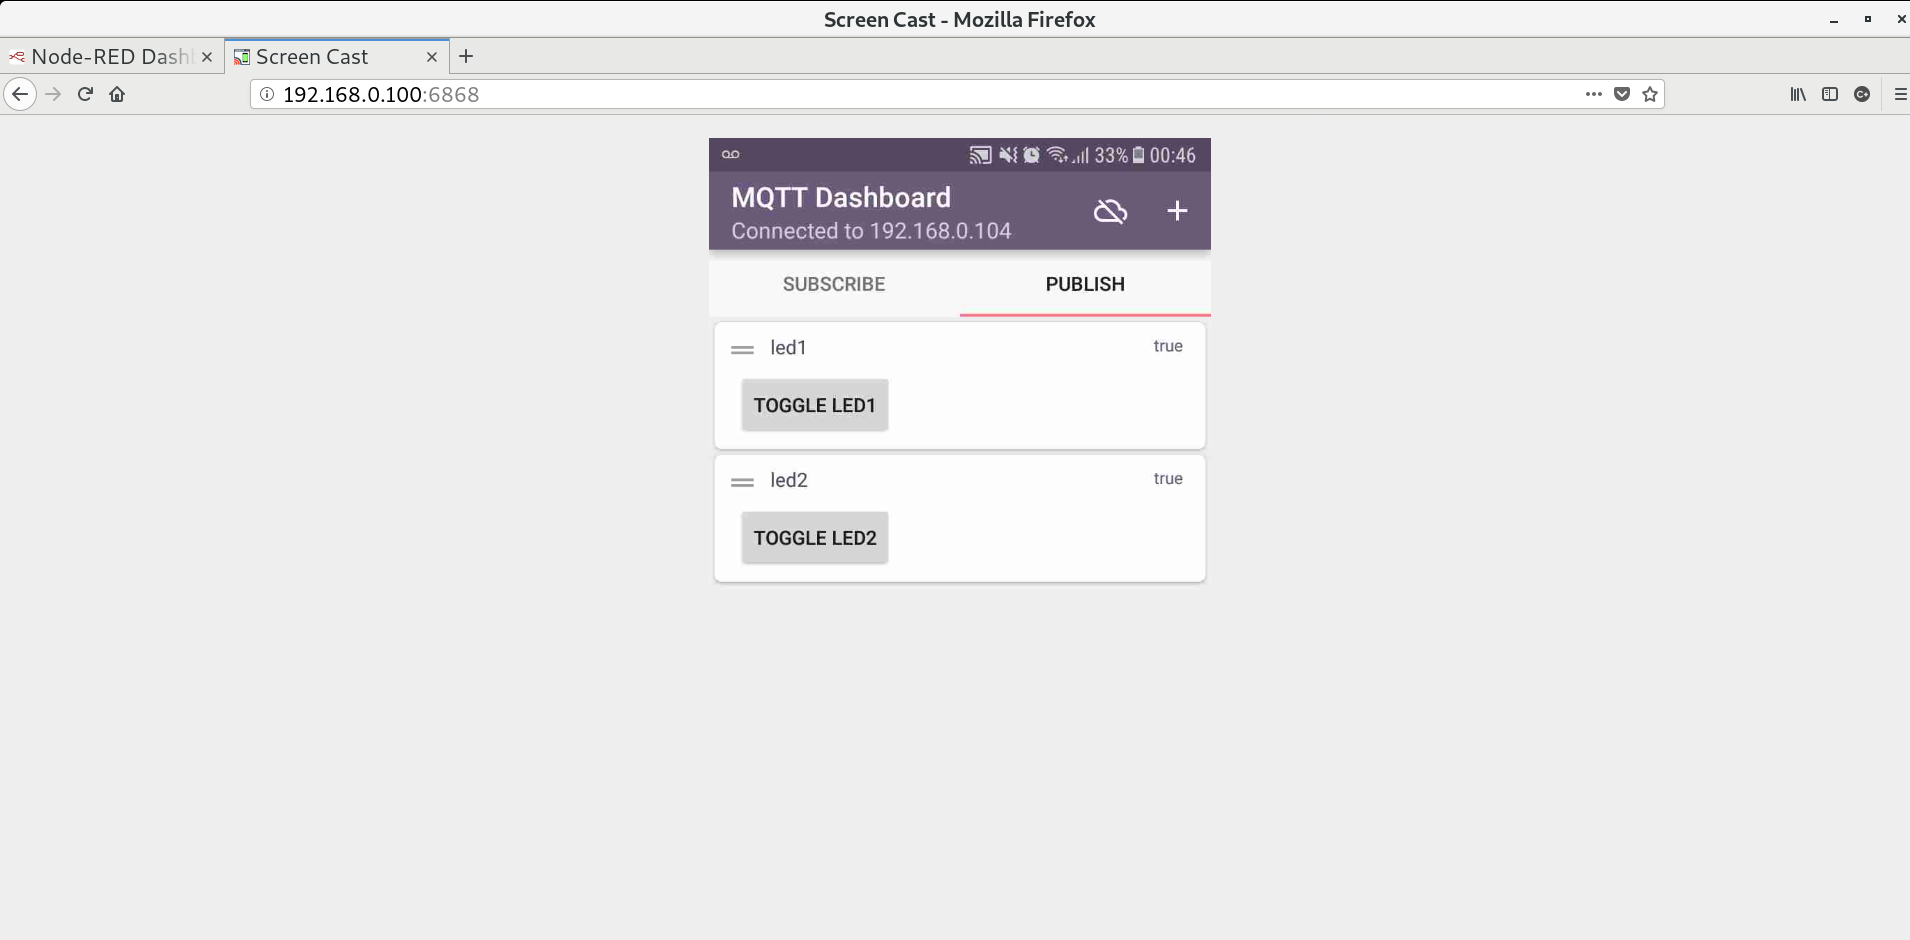 Screen Cast - Mozilla Firefox
Node-RED Dash
Screen Cast
192.168.0.100:6868
33% 00:46
MQTT Dashboard
Connected to 192.168.0.104
SUBSCRIBE PUBLISH
led1 true
TOGGLE LED1
led2 true
TOGGLE LED2